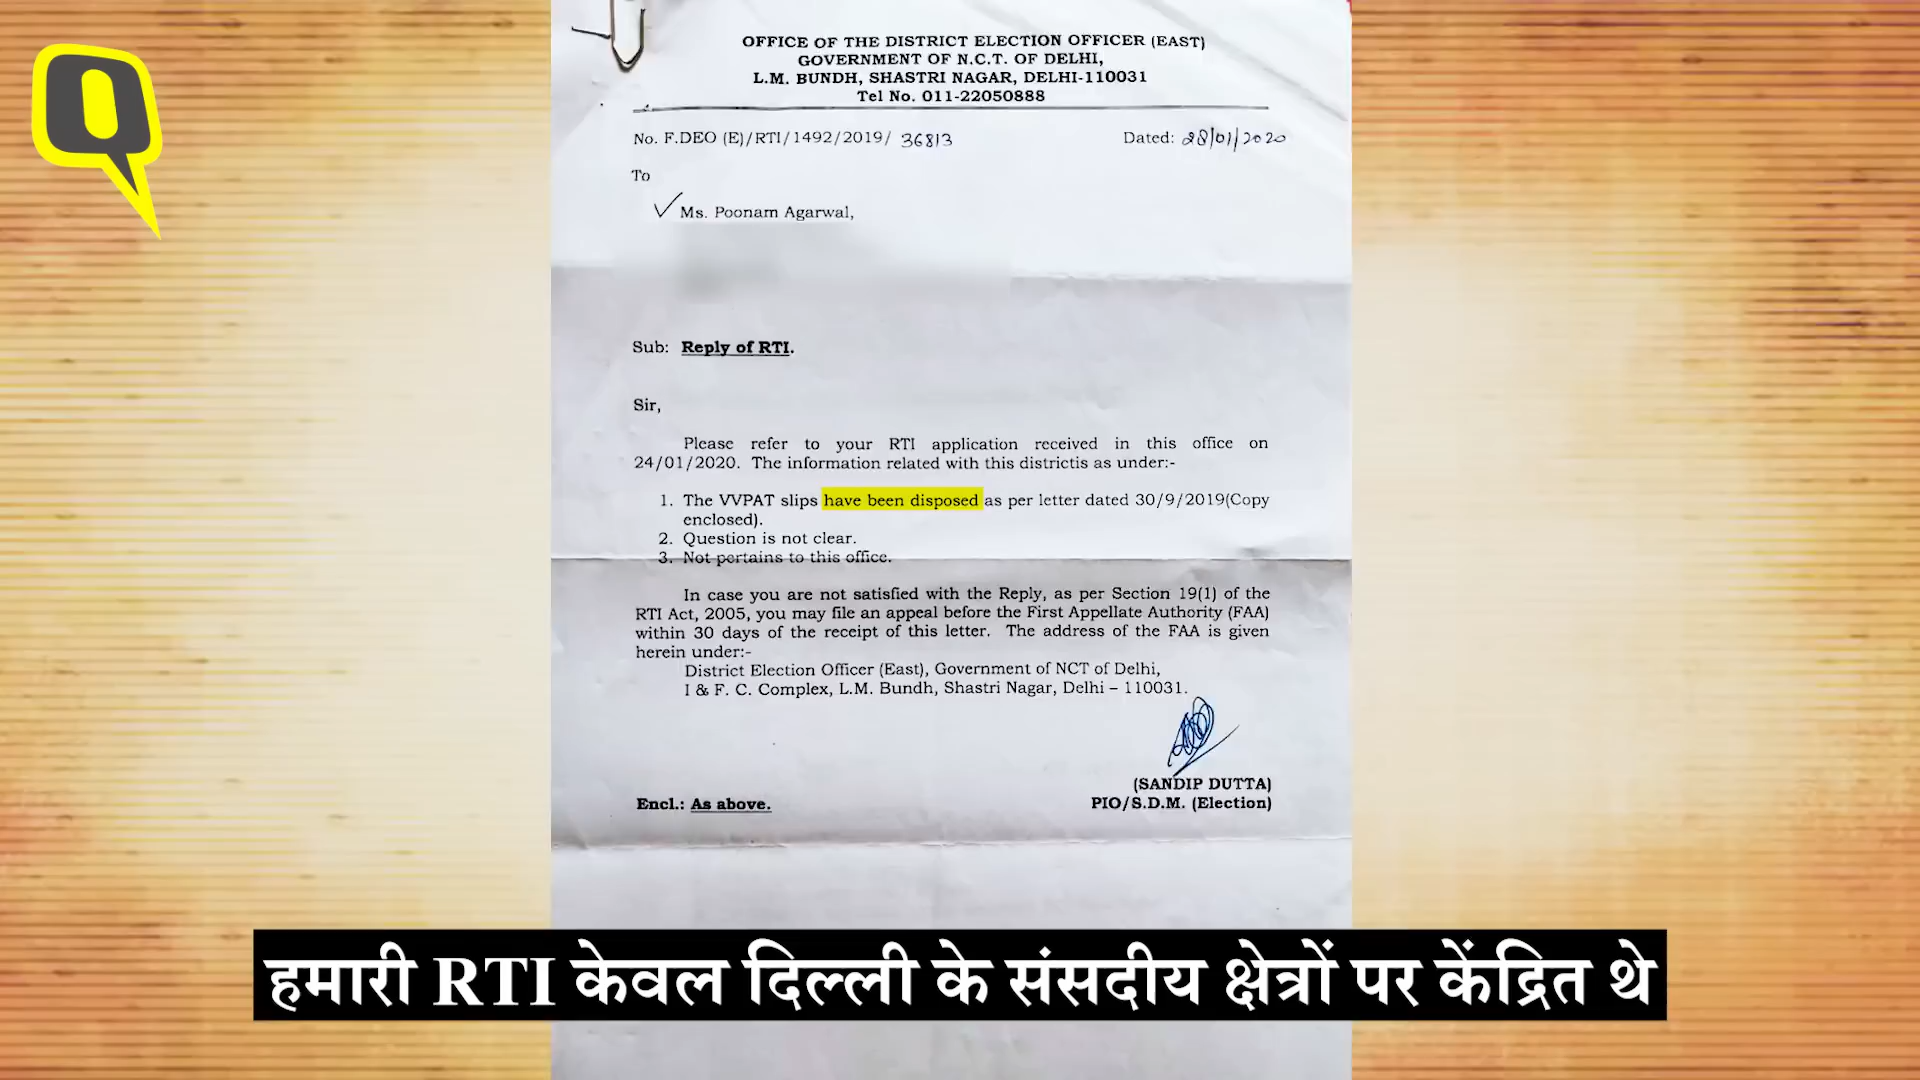 Q
OFFICE OF THE DISTRICT ELECTION OFFICER (EAST)
GOVERNMENT OF N.C.T. OF DELHI,
L.M. BUNDH, SHASTRI NAGAR, DELHI-110031
Tel No. 011-22050888
No. F.DEO (E)/RTI/1492/2019/ 36813 Dated: 28/01/2020
To
Ms. Poonam Agarwal,
Sub: Reply of RTI.
Sir,
Please refer to your RTI application received in this office on
24/01/2020. The information related with this districtis as under:-
1. The VVPAT slips have been disposed as per letter dated 30/9/2019(Copy
enclosed).
2. Question is not clear.
3. Not pertains to this office.
In case you are not satisfied with the Reply, as per Section 19(1) of the
RTI Act, 2005, you may file an appeal before the First Appellate Authority (FAA)
within 30 days of the receipt of this letter. The address of the FAA is given
herein under:-
District Election Officer (East), Government of NCT of Delhi,
I & F. C. Complex, L.M. Bundh, Shastri Nagar, Delhi – 110031.
(SANDIP DUTTA)
Encl.: As above. PIO/S.D.M. (Election)
हमारी RTI केवल दिल्ली के संसदीय क्षेत्रों पर केंद्रित थे